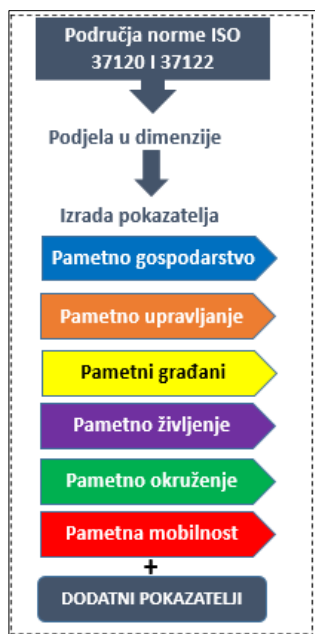 Područja norme ISO
37120 I 37122
Podjela u dimenzije
Izrada pokazatelja
Pametno gospodarstvo
Pametno upravljanje
Pametni građani
Pametno življenje
Pametno okruženje
Pametna mobilnost
+
DODATNI POKAZATELJI